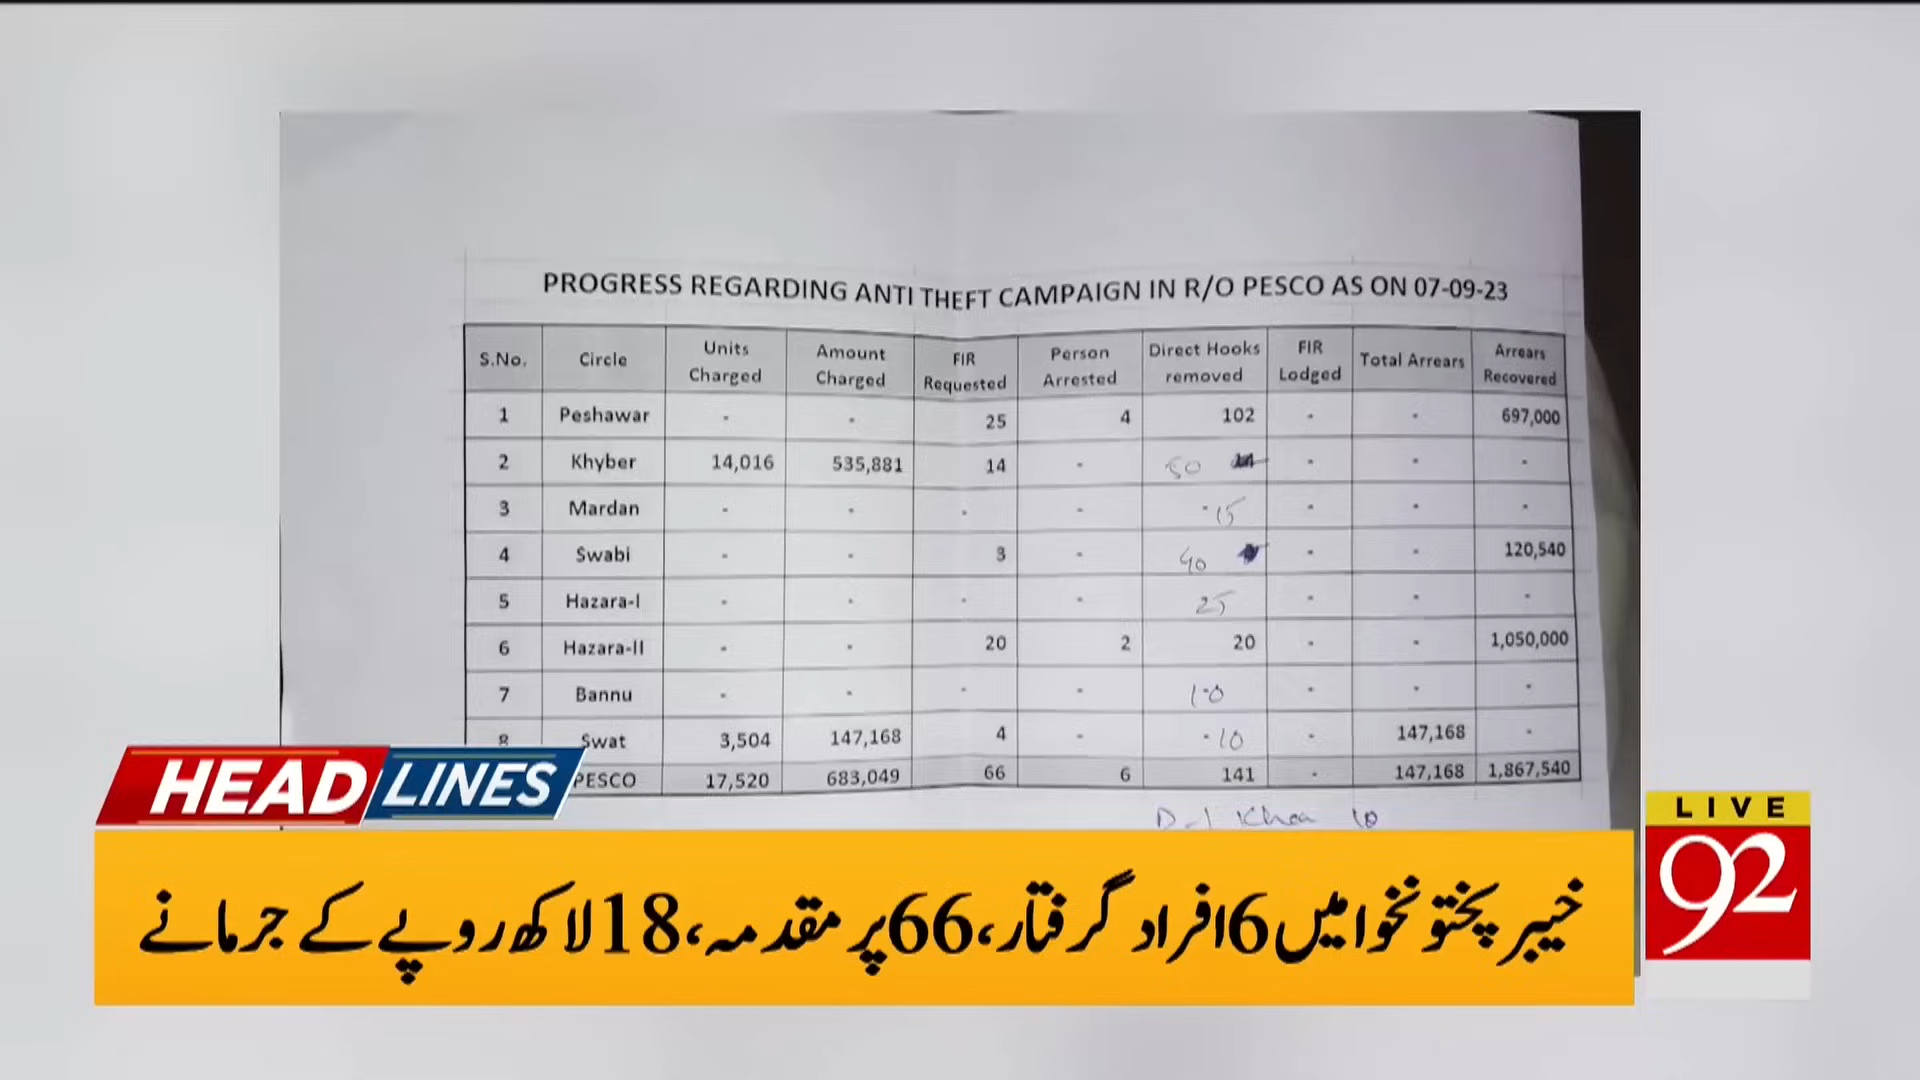 PROGRESS REGARDING ANTI THEFT CAMPAIGN IN R/O PESCO AS ON 07-09-23
S.No. Circle Units Charged Amount Charged FIR Requested Person Arrested Direct Hooks removed FIR Lodged Total Arrears Arrears Recovered
1 Peshawar - - 25 4 102 - - 697,000
2 Khyber 14,016 535,881 14 - 50 - - -
3 Mardan - - - - - 15 - - -
4 Swabi - - 3 - 40 - - 120,540
5 Hazara-I - - - - 25 - - -
6 Hazara-II - - 20 2 20 - - 1,050,000
7 Bannu - - - - 10 - - -
8 Swat 3,504 147,168 4 - - 10 - 147,168 -
PESCO 17,520 683,049 66 6 141 - 147,168 1,867,540
D-I Khan 10
HEADLINES
خیبر پختونخوا میں 6 افراد گرفتار، 66 پر مقدمہ، 18 لاکھ روپے کے جرمانے
LIVE
92